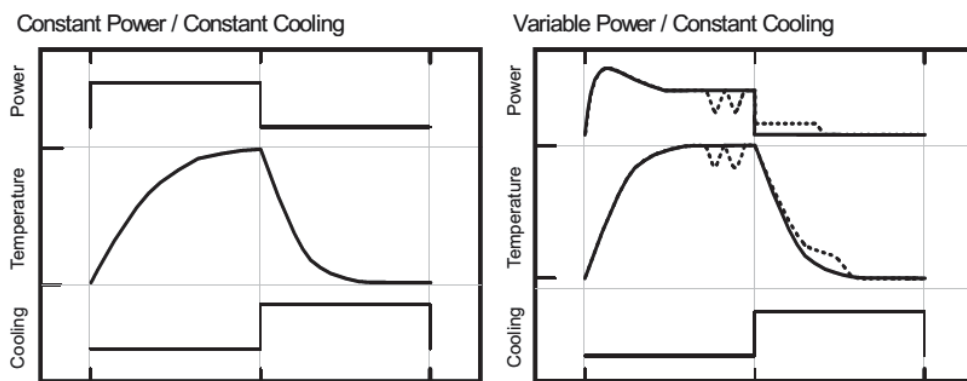 Constant Power / Constant Cooling
Power
Temperature
Cooling
Variable Power / Constant Cooling
Power
Temperature
Cooling